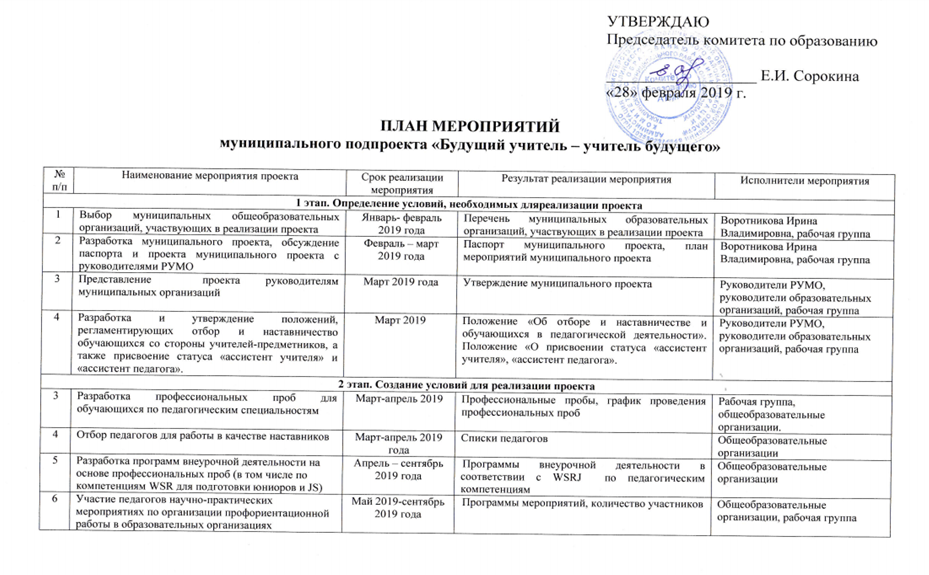 УТВЕРЖДАЮ
Председатель комитета по образованию
Е.И. Сорокина
«28» февраля 2019 г.
ПЛАН МЕРОПРИЯТИЙ
муниципального подпроекта «Будущий учитель – учитель будущего»
№ п/п
Наименование мероприятия проекта
Срок реализации
мероприятия
Результат реализации мероприятия
Исполнители мероприятия
1 этап. Определение условий, необходимых дляреализации проекта
1
Выбор муниципальных общеобразовательных
организаций, участвующих в реализации проекта
Январь- февраль
2019 года
Перечень муниципальных образовательных
организаций, участвующих в реализации проекта
Воротникова Ирина
Владимировна, рабочая группа
2
Разработка муниципального проекта, обсуждение
паспорта и проекта муниципального проекта с
руководителями РУМО
Февраль – март
2019 года
Паспорт муниципального проекта, план
мероприятий муниципального проекта
Воротникова Ирина
Владимировна, рабочая группа
3
Представление проекта руководителям
муниципальных организаций
Март 2019 года
Утверждение муниципального проекта
Руководители РУМО,
руководители образовательных
организаций, рабочая группа
4
Разработка и утверждение положений,
регламентирующих отбор и наставничество
обучающихся со стороны учителей-предметников, а
также присвоение статуса «ассистент учителя» и
«ассистент педагога».
Март 2019
Положение «Об отборе и наставничестве и
обучающихся в педагогической деятельности».
Положение «О присвоении статуса «ассистент
учителя», «ассистент педагога».
Руководители РУМО,
руководители образовательных
организаций, рабочая группа
2 этап. Создание условий для реализации проекта
3
Разработка профессиональных проб для
обучающихся по педагогическим специальностям
Март-апрель 2019
Профессиональные пробы, график проведения
профессиональных проб
Рабочая группа,
общеобразовательные
организации.
4
Отбор педагогов для работы в качестве наставников
Март-апрель 2019
года
Списки педагогов
Общеобразовательные
организации
5
Разработка программ внеурочной деятельности на
основе профессиональных проб (в том числе по
компетенциям WSR для подготовки юниоров и JS)
Апрель – сентябрь
2019 года
Программы внеурочной деятельности в
соответствии с WSRJ по педагогическим
компетенциям
Общеобразовательные
организации
6
Участие педагогов научно-практических
мероприятиях по организации профориентационной
работы в образовательных организациях
Май 2019-сентябрь
2019 года
Программы мероприятий, количество участников
Общеобразовательные
организации, рабочая группа